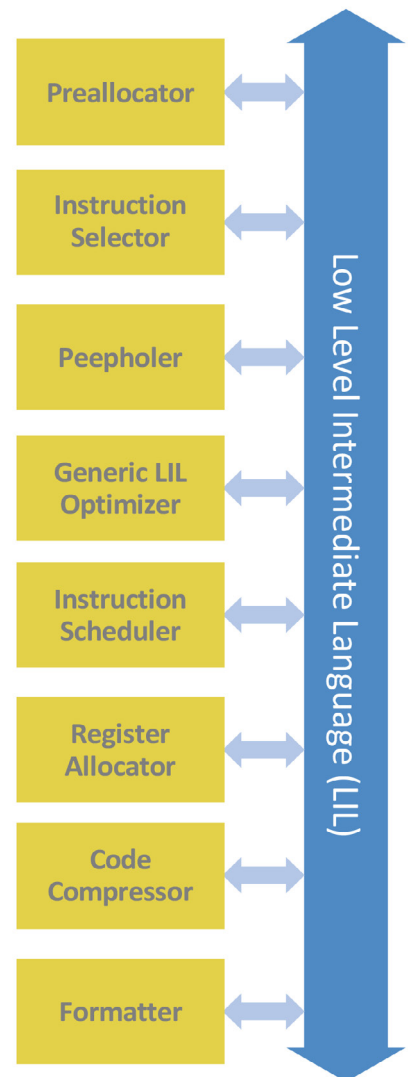 Preallocator
Instruction
Selector
Peepholer
Generic LIL
Optimizer
Instruction
Scheduler
Register
Allocator
Code
Compressor
Formatter
Low Level Intermediate Language (LIL)